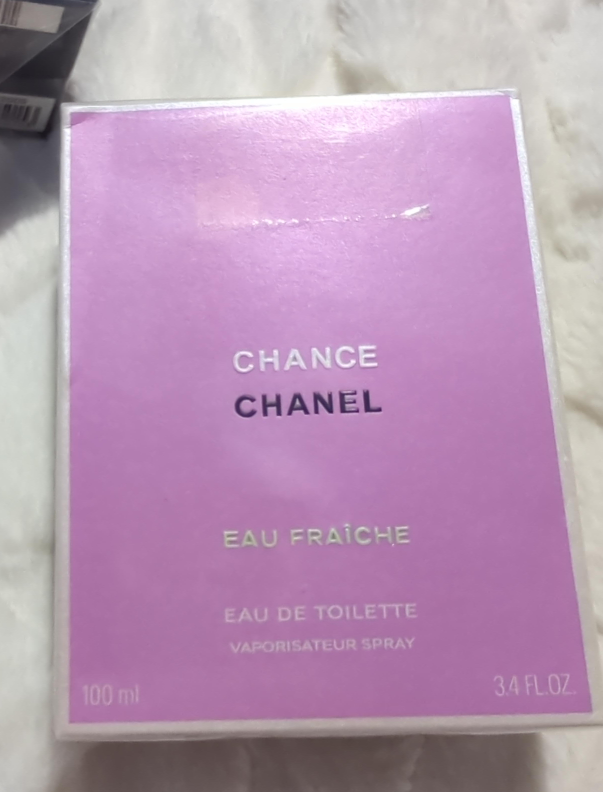 CHANCE
CHANEL
EAU FRAÎCHE
EAU DE TOILETTE
VAPORISATEUR SPRAY
100 ml
3.4 FL.OZ.